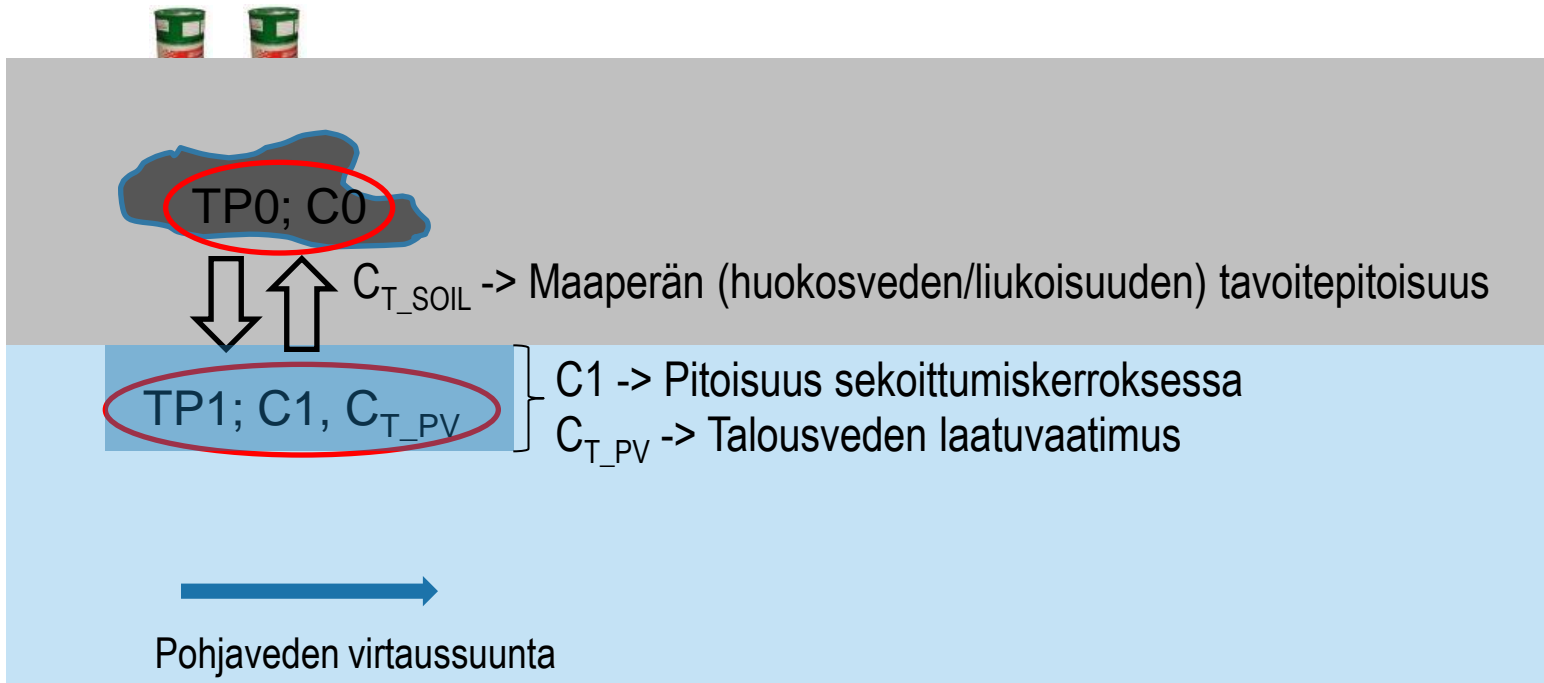 TP0; C0
C_T_SOIL -> Maaperän (huokosveden/liukoisuuden) tavoitepitoisuus
TP1; C1, C_T_PV
C1 -> Pitoisuus sekoittumiskerroksessa
C_T_PV -> Talousveden laatuvaatimus
Pohjaveden virtaussuunta